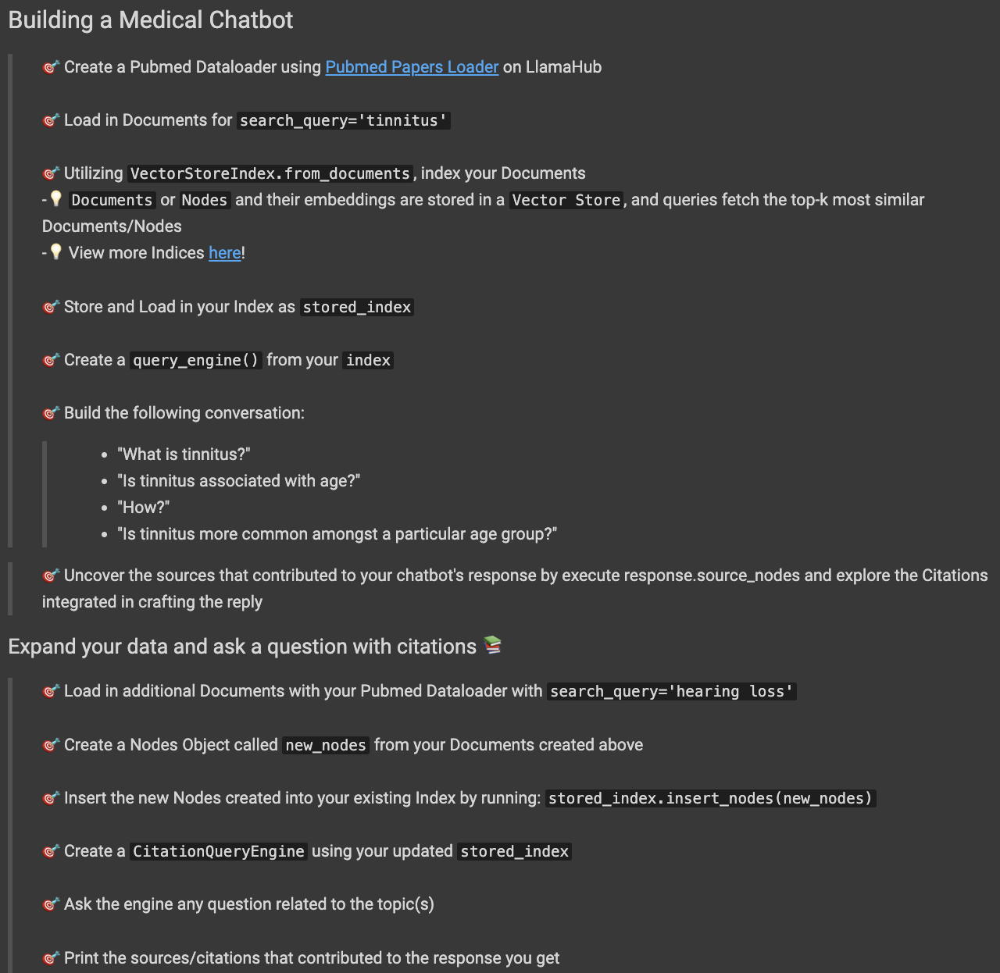 Building a Medical Chatbot
🎯 Create a Pubmed Dataloader using Pubmed Papers Loader on LlamaHub
🎯 Load in Documents for search_query='tinnitus'
🎯 Utilizing VectorStoreIndex.from_documents, index your Documents
-💡 Documents or Nodes and their embeddings are stored in a Vector Store, and queries fetch the top-k most similar
Documents/Nodes
-💡 View more Indices here!
🎯 Store and Load in your Index as stored_index
🎯 Create a query_engine() from your index
🎯 Build the following conversation:
• "What is tinnitus?"
• "Is tinnitus associated with age?"
• "How?"
• "Is tinnitus more common amongst a particular age group?"
🎯 Uncover the sources that contributed to your chatbot's response by execute response.source_nodes and explore the Citations
integrated in crafting the reply
Expand your data and ask a question with citations 📚
🎯 Load in additional Documents with your Pubmed Dataloader with search_query='hearing loss'
🎯 Create a Nodes Object called new_nodes from your Documents created above
🎯 Insert the new Nodes created into your existing Index by running: stored_index.insert_nodes(new_nodes)
🎯 Create a CitationQueryEngine using your updated stored_index
🎯 Ask the engine any question related to the topic(s)
🎯 Print the sources/citations that contributed to the response you get